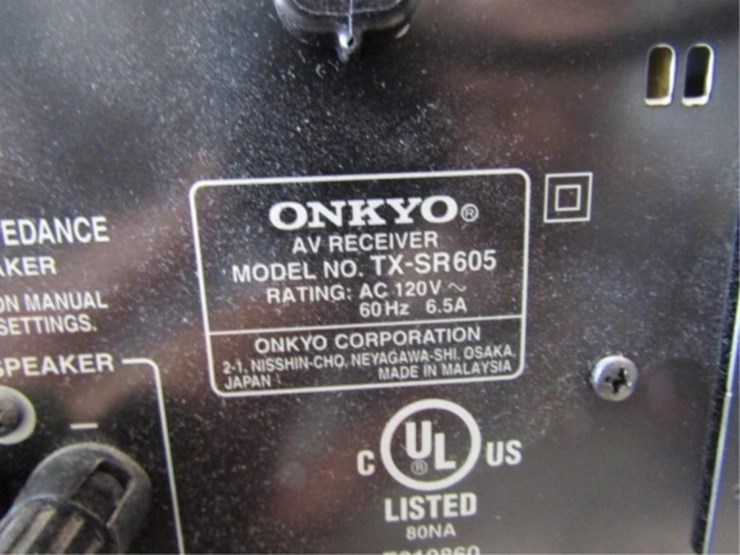 EDANCE
AKER
ON MANUAL
SETTINGS.
SPEAKER
−
ONKYO®
AV RECEIVER
MODEL NO. TX-SR605
RATING: AC 120V ~
60Hz 6.5A
ONKYO CORPORATION
2-1, NISSHIN-CHO, NEYAGAWA-SHI, OSAKA,
JAPAN MADE IN MALAYSIA
C UL® US
LISTED
80NA